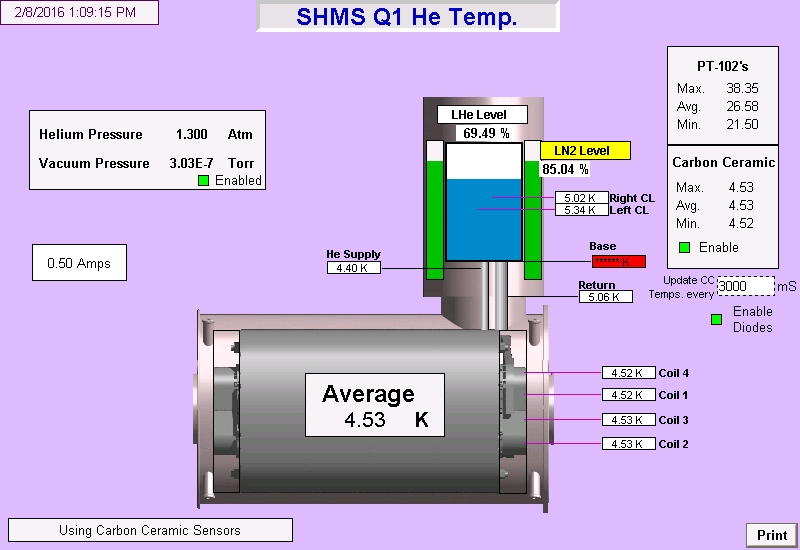 2/8/2016 1:09:15 PM
SHMS Q1 He Temp.
PT-102's
Max. 38.35
Avg. 26.58
Min. 21.50
LHe Level
69.49 %
Helium Pressure 1.300 Atm
Vacuum Pressure 3.03E-7 Torr
Enabled
LN2 Level
85.04 %
Carbon Ceramic
Max. 4.53
Avg. 4.53
Min. 4.52
Enable
5.02 K Right CL
5.34 K Left CL
0.50 Amps
He Supply
4.40 K
Base
****** K
Return
5.06 K
Update CC
Temps. every 3000 mS
Enable
Diodes
4.52 K Coil 4
4.52 K Coil 1
4.53 K Coil 3
4.53 K Coil 2
Average
4.53 K
Using Carbon Ceramic Sensors
Print